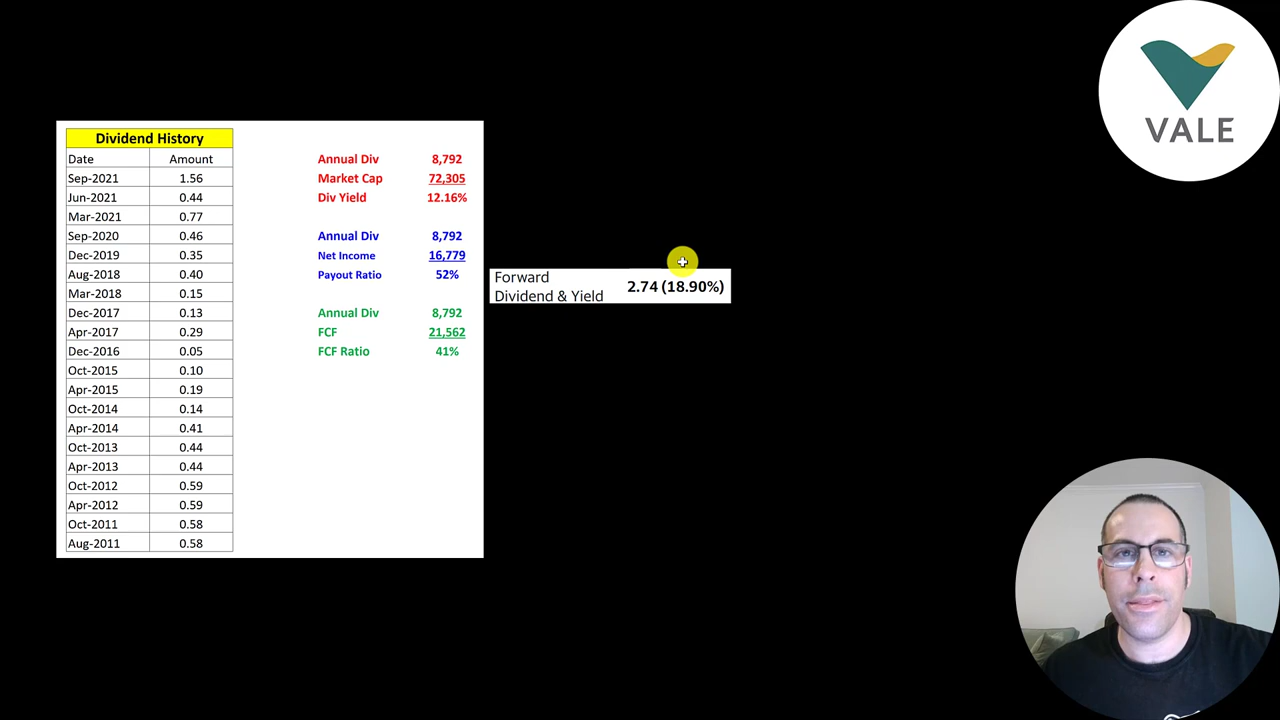 VALE
Dividend History
Date Amount
Sep-2021 1.56
Jun-2021 0.44
Mar-2021 0.77
Sep-2020 0.46
Dec-2019 0.35
Aug-2018 0.40
Mar-2018 0.15
Dec-2017 0.13
Apr-2017 0.29
Dec-2016 0.05
Oct-2015 0.10
Apr-2015 0.19
Oct-2014 0.14
Apr-2014 0.41
Oct-2013 0.44
Apr-2013 0.44
Oct-2012 0.59
Apr-2012 0.59
Oct-2011 0.58
Aug-2011 0.58
Annual Div 8,792
Market Cap 72,305
Div Yield 12.16%
Annual Div 8,792
Net Income 16,779
Payout Ratio 52%
Annual Div 8,792
FCF 21,562
FCF Ratio 41%
Forward
Dividend & Yield 2.74 (18.90%)